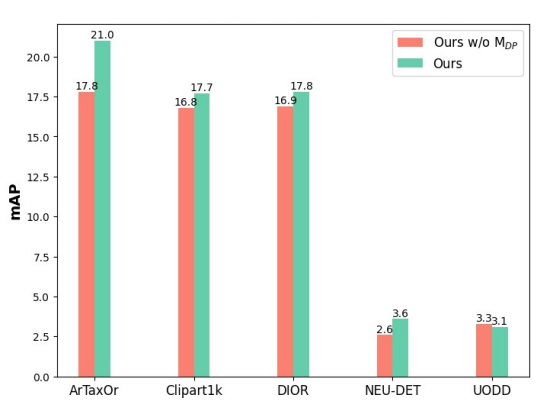 Ours w/o M_DP
Ours
mAP
20.0
17.5
15.0
12.5
10.0
7.5
5.0
2.5
0.0
17.8
21.0
16.8
17.7
16.9
17.8
2.6
3.6
3.3
3.1
ArTaxOr
Clipart1k
DIOR
NEU-DET
UODD